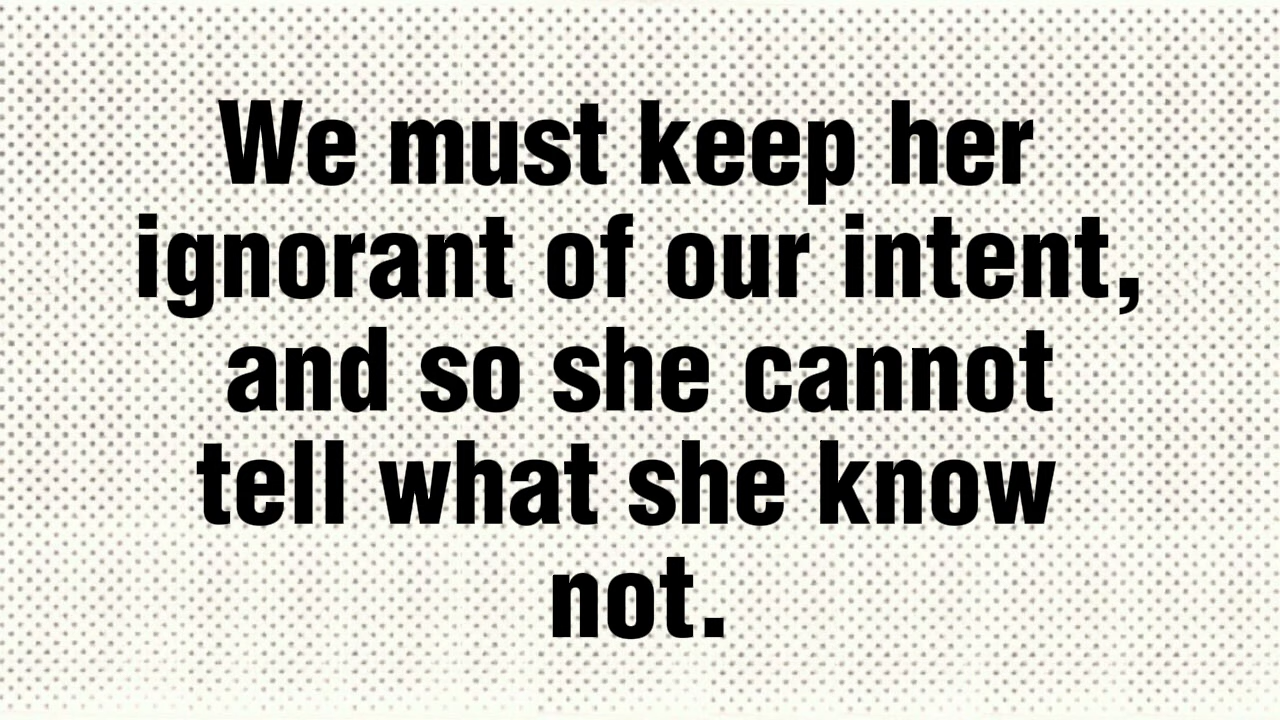 We must keep her
ignorant of our intent,
and so she cannot
tell what she know
not.